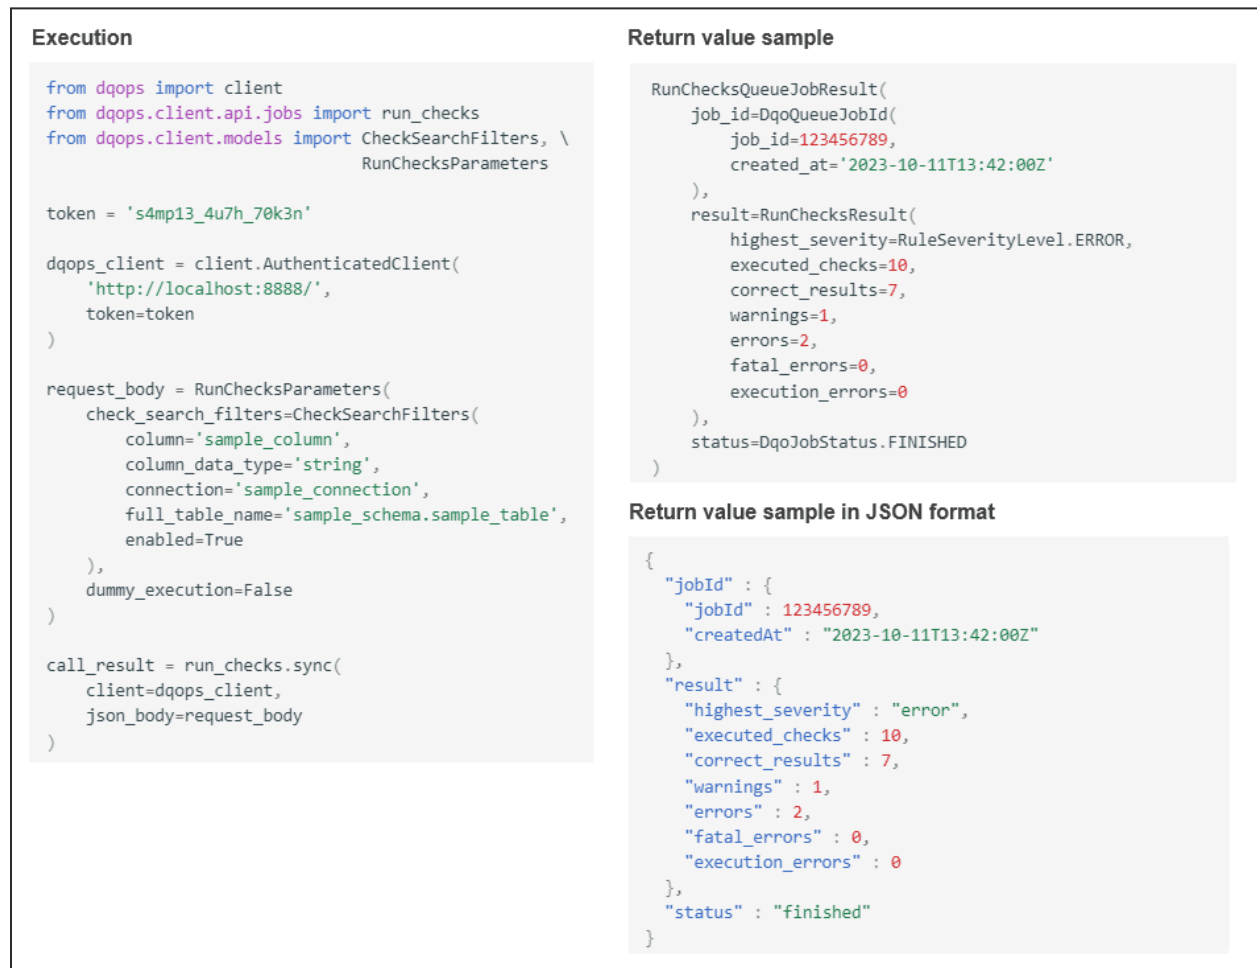 Execution
from dqops import client
from dqops.client.api.jobs import run_checks
from dqops.client.models import CheckSearchFilters, \
                                RunChecksParameters

token = 's4mp13_4u7h_70k3n'

dqops_client = client.AuthenticatedClient(
    'http://localhost:8888/',
    token=token
)

request_body = RunChecksParameters(
    check_search_filters=CheckSearchFilters(
        column='sample_column',
        column_data_type='string',
        connection='sample_connection',
        full_table_name='sample_schema.sample_table',
        enabled=True
    ),
    dummy_execution=False
)

call_result = run_checks.sync(
    client=dqops_client,
    json_body=request_body
)
Return value sample
RunChecksQueueJobResult(
    job_id=DqoQueueJobId(
        job_id=123456789,
        created_at='2023-10-11T13:42:00Z'
    ),
    result=RunChecksResult(
        highest_severity=RuleSeverityLevel.ERROR,
        executed_checks=10,
        correct_results=7,
        warnings=1,
        errors=2,
        fatal_errors=0,
        execution_errors=0
    ),
    status=DqoJobStatus.FINISHED
)
Return value sample in JSON format
{
  "jobId" : {
    "jobId" : 123456789,
    "createdAt" : "2023-10-11T13:42:00Z"
  },
  "result" : {
    "highest_severity" : "error",
    "executed_checks" : 10,
    "correct_results" : 7,
    "warnings" : 1,
    "errors" : 2,
    "fatal_errors" : 0,
    "execution_errors" : 0
  },
  "status" : "finished"
}